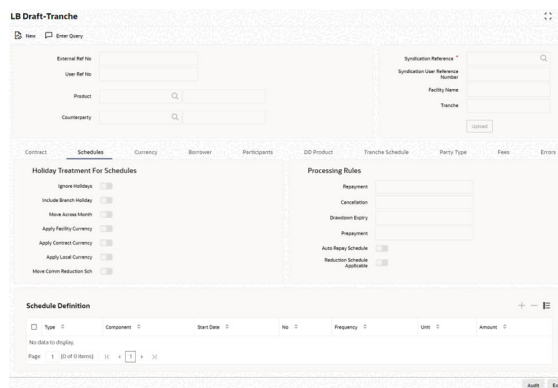 LB Draft-Tranche
New Enter Query
External Ref No
User Ref No
Product
Counterparty
Syndication Reference *
Syndication User Reference
Number
Facility Name
Tranche
Upload
Contract Schedules Currency Borrower Participants DD Product Tranche Schedule Party Type Fees Errors
Holiday Treatment For Schedules
Ignore Holidays
Include Branch Holiday
Move Across Month
Apply Facility Currency
Apply Contract Currency
Apply Local Currency
Move Comm Reduction Sch
Processing Rules
Repayment
Cancellation
Drawdown Expiry
Prepayment
Auto Repay Schedule
Reduction Schedule
Applicable
Schedule Definition
Type Component Start Date No Frequency Unit Amount
No data to display.
Page 1 (0 of 0 items) 1
Audit